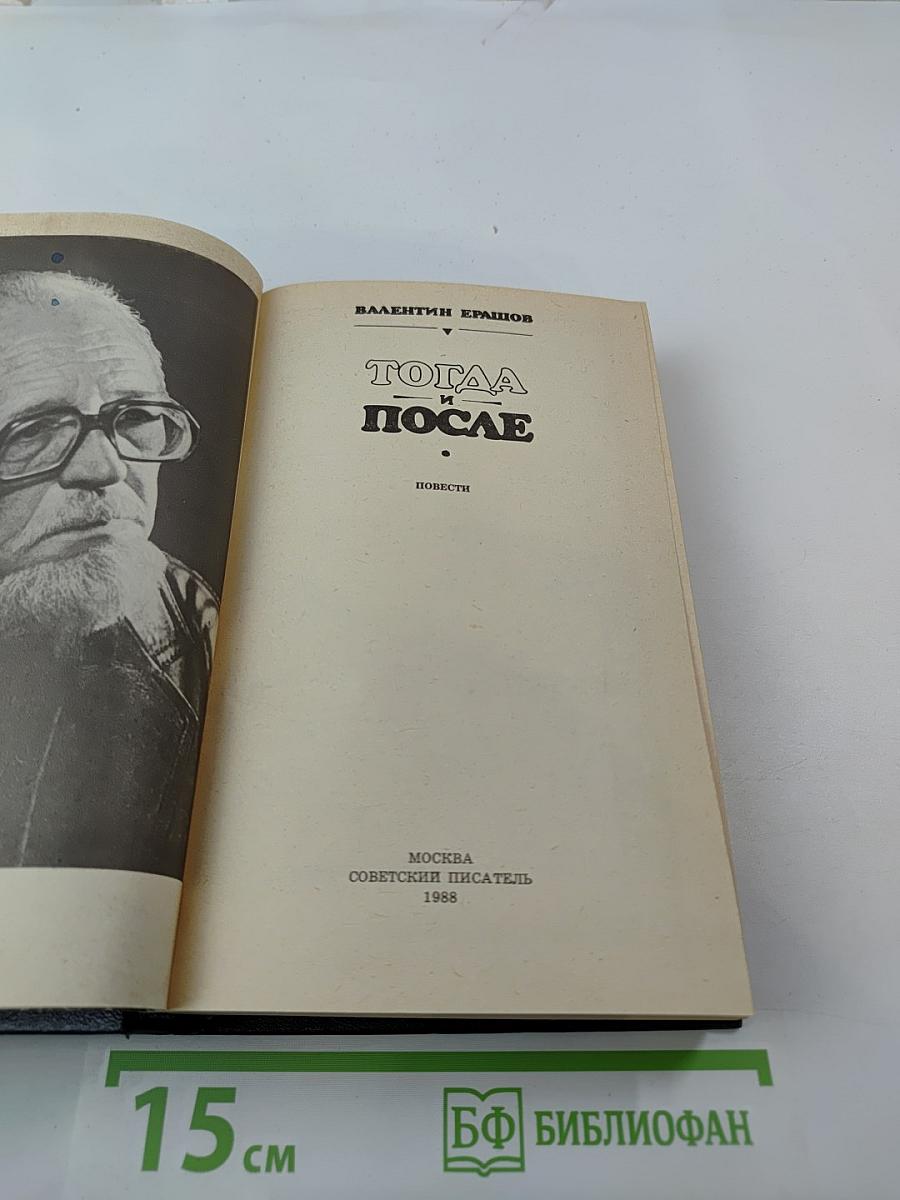 ВАЛЕНТИН ЕРАШОВ
ТОГДА
И
ПОСЛЕ
ПОВЕСТИ
МОСКВА
СОВЕТСКИЙ ПИСАТЕЛЬ
1988
15 см
БФ БИБЛИОФАН